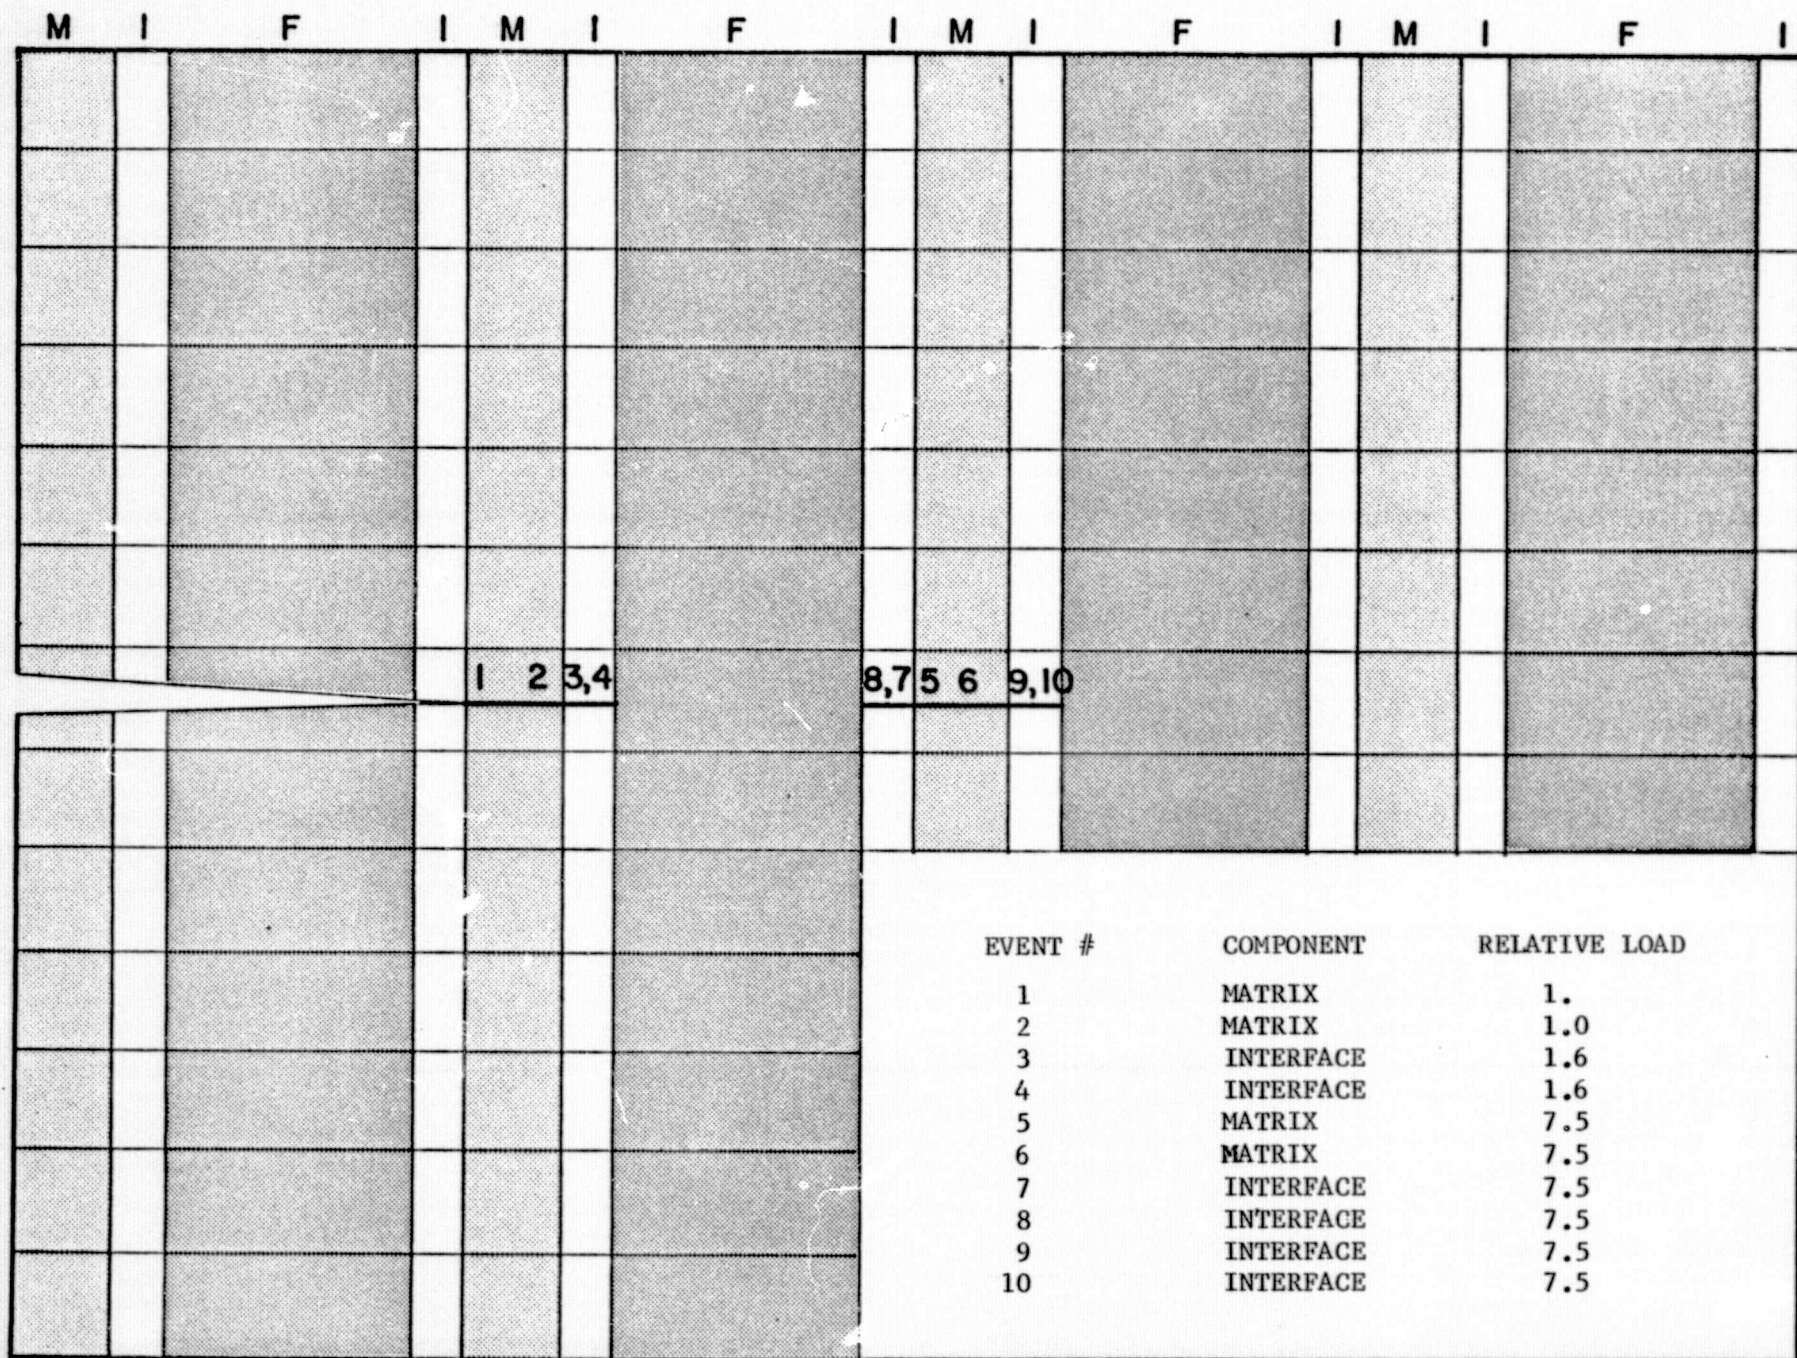 M I F I M I F I M I F I M I F I
1 2 3,4 8,7 5 6 9,10
EVENT # COMPONENT RELATIVE LOAD
1 MATRIX 1.
2 MATRIX 1.0
3 INTERFACE 1.6
4 INTERFACE 1.6
5 MATRIX 7.5
6 MATRIX 7.5
7 INTERFACE 7.5
8 INTERFACE 7.5
9 INTERFACE 7.5
10 INTERFACE 7.5